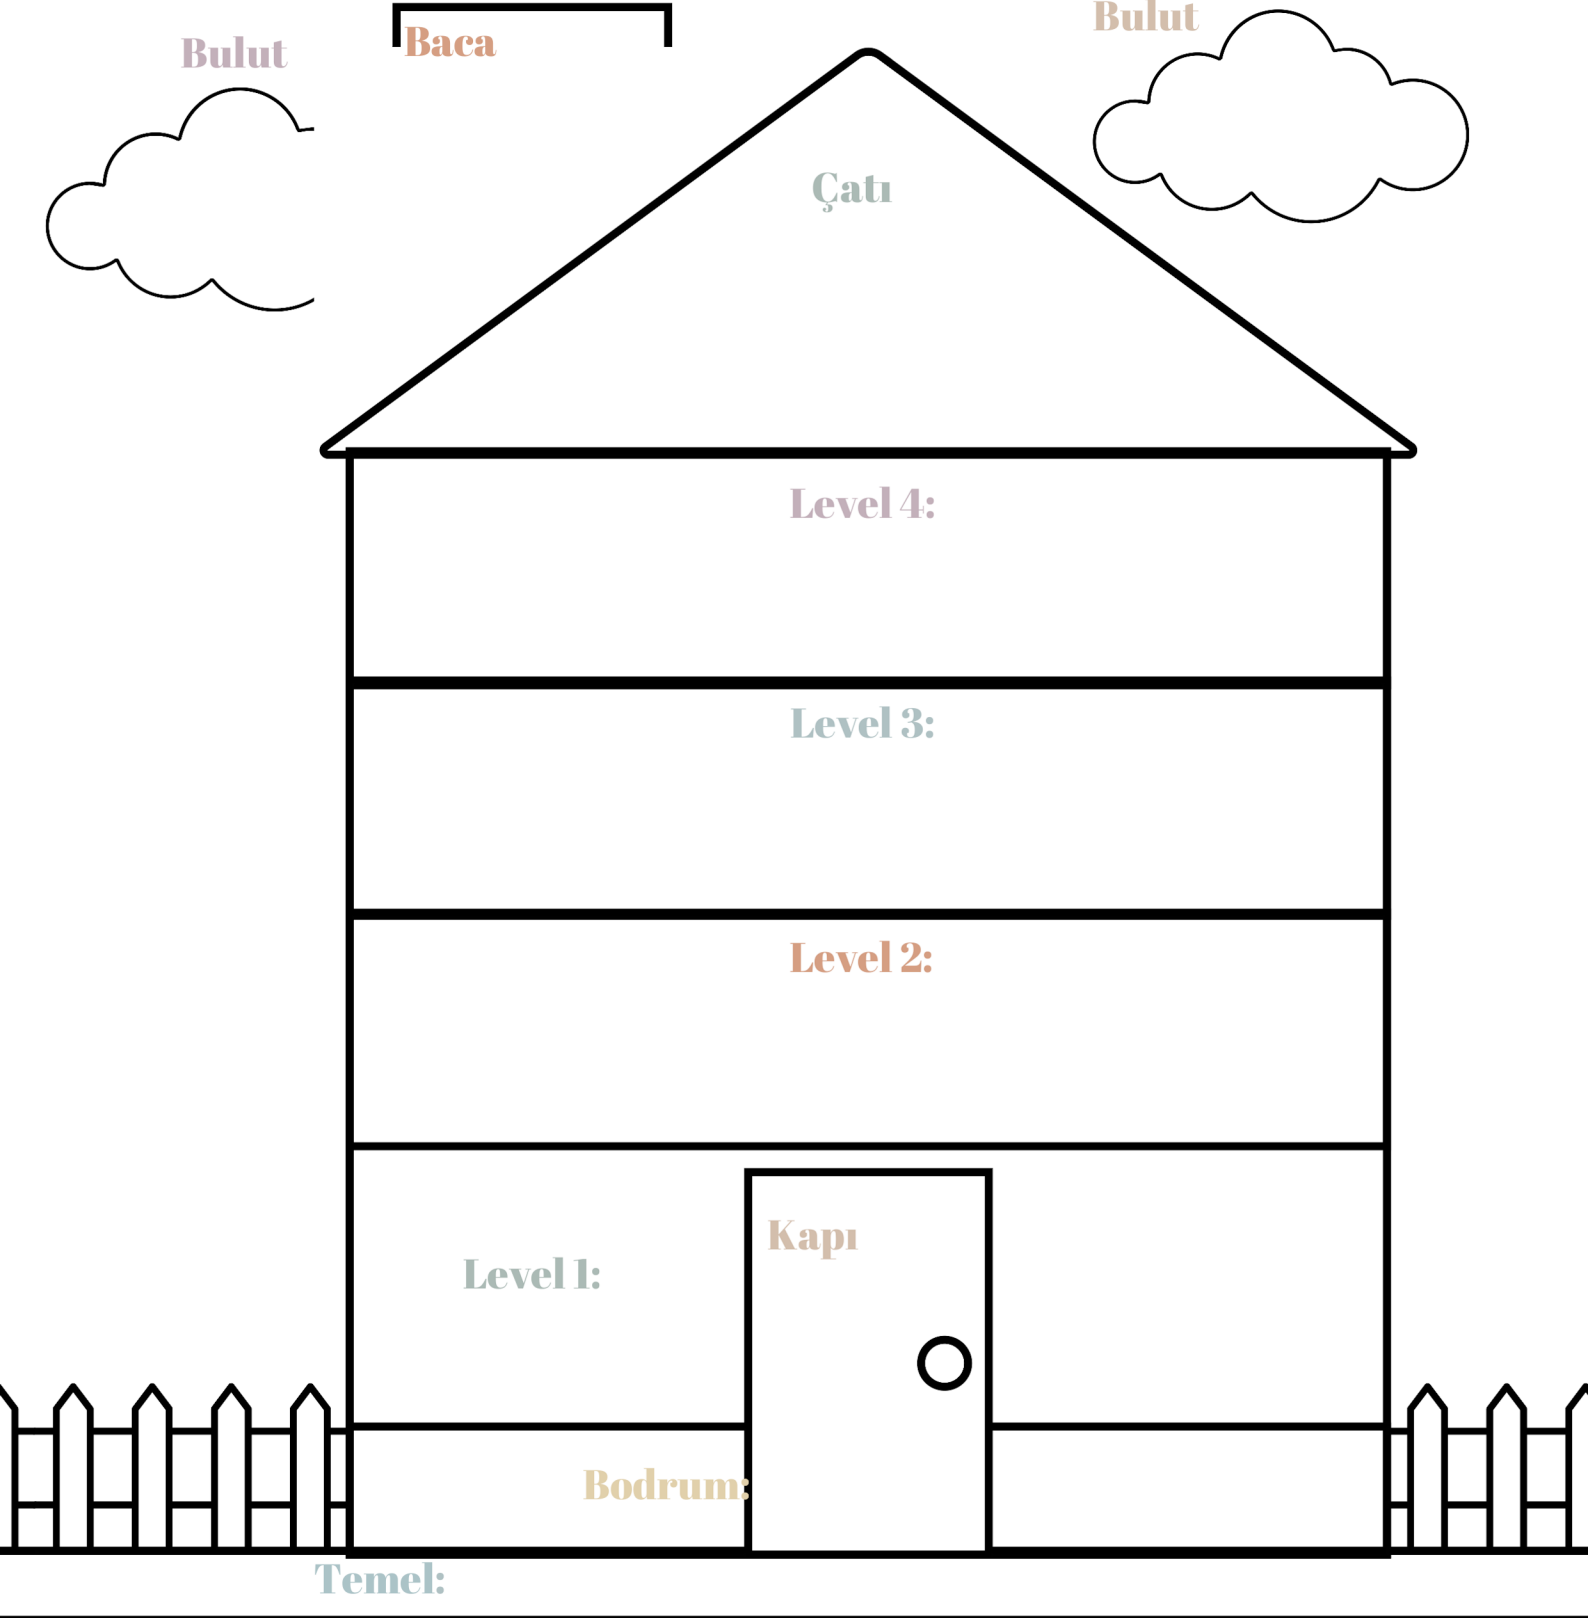 Bulut
Baca
Bulut
Çatı
Level 4:
Level 3:
Level 2:
Kapı
Level 1:
Bodrum:
Temel: